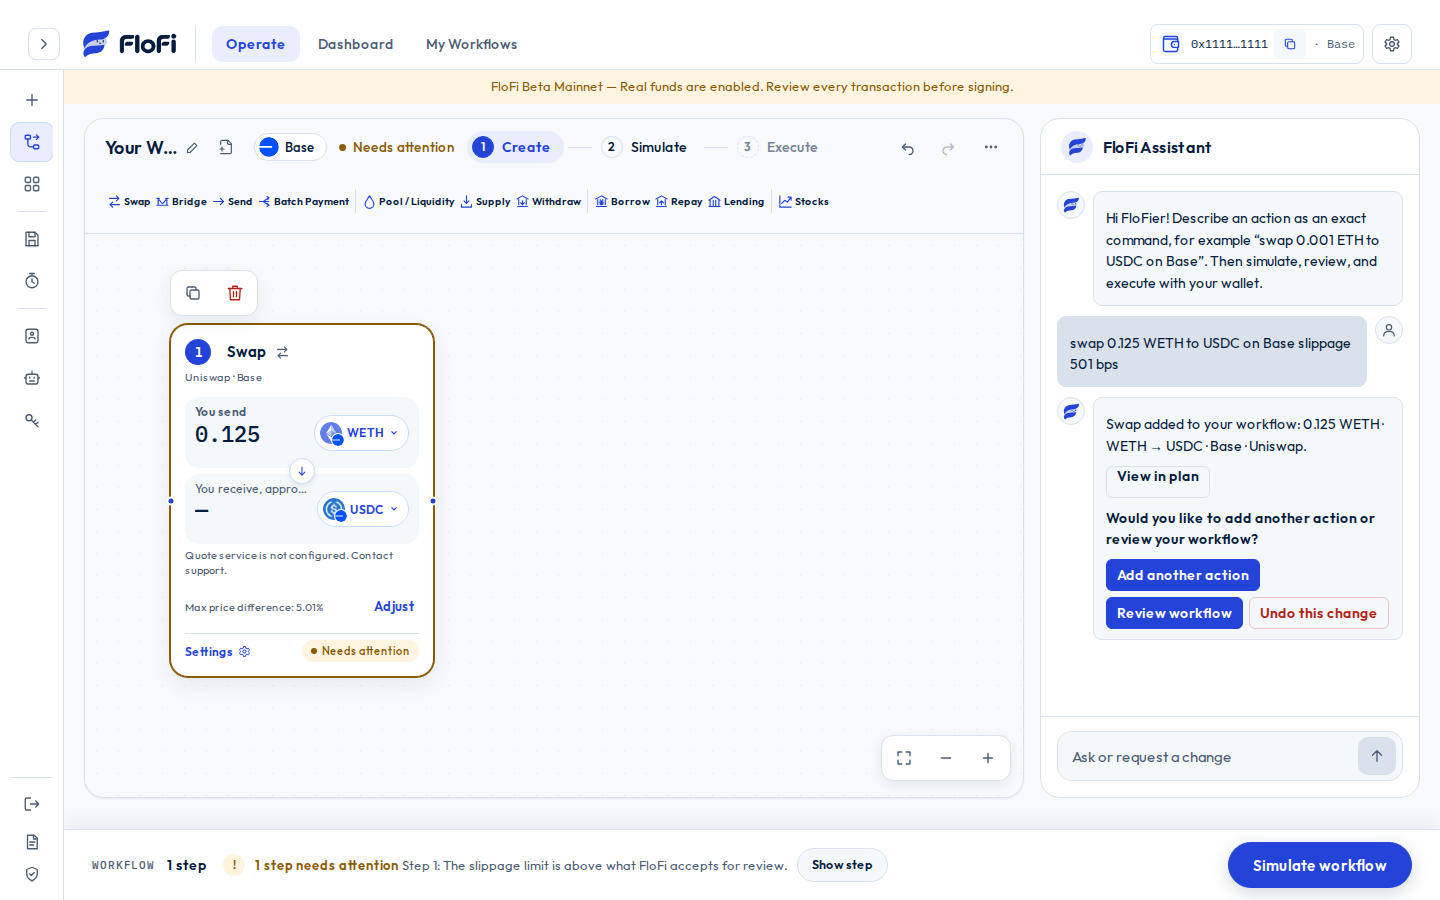 FloFi
Operate
Dashboard
My Workflows
0x1111…1111
· Base
FloFi Beta Mainnet — Real funds are enabled. Review every transaction before signing.
Your W...
Base
Needs attention
1 Create
2 Simulate
3 Execute
Swap
Bridge
Send
Batch Payment
Pool / Liquidity
Supply
Withdraw
Borrow
Repay
Lending
Stocks
1 Swap
Uniswap · Base
You send
0.125
WETH
You receive, appro...
—
USDC
Quote service is not configured. Contact
support.
Max price difference: 5.01%
Adjust
Settings
Needs attention
FloFi Assistant
Hi FloFier! Describe an action as an exact
command, for example “swap 0.001 ETH to
USDC on Base”. Then simulate, review, and
execute with your wallet.
swap 0.125 WETH to USDC on Base slippage
501 bps
Swap added to your workflow: 0.125 WETH ·
WETH → USDC · Base · Uniswap.
View in plan
Would you like to add another action or
review your workflow?
Add another action
Review workflow
Undo this change
Ask or request a change
WORKFLOW
1 step
! 1 step needs attention Step 1: The slippage limit is above what FloFi accepts for review.
Show step
Simulate workflow